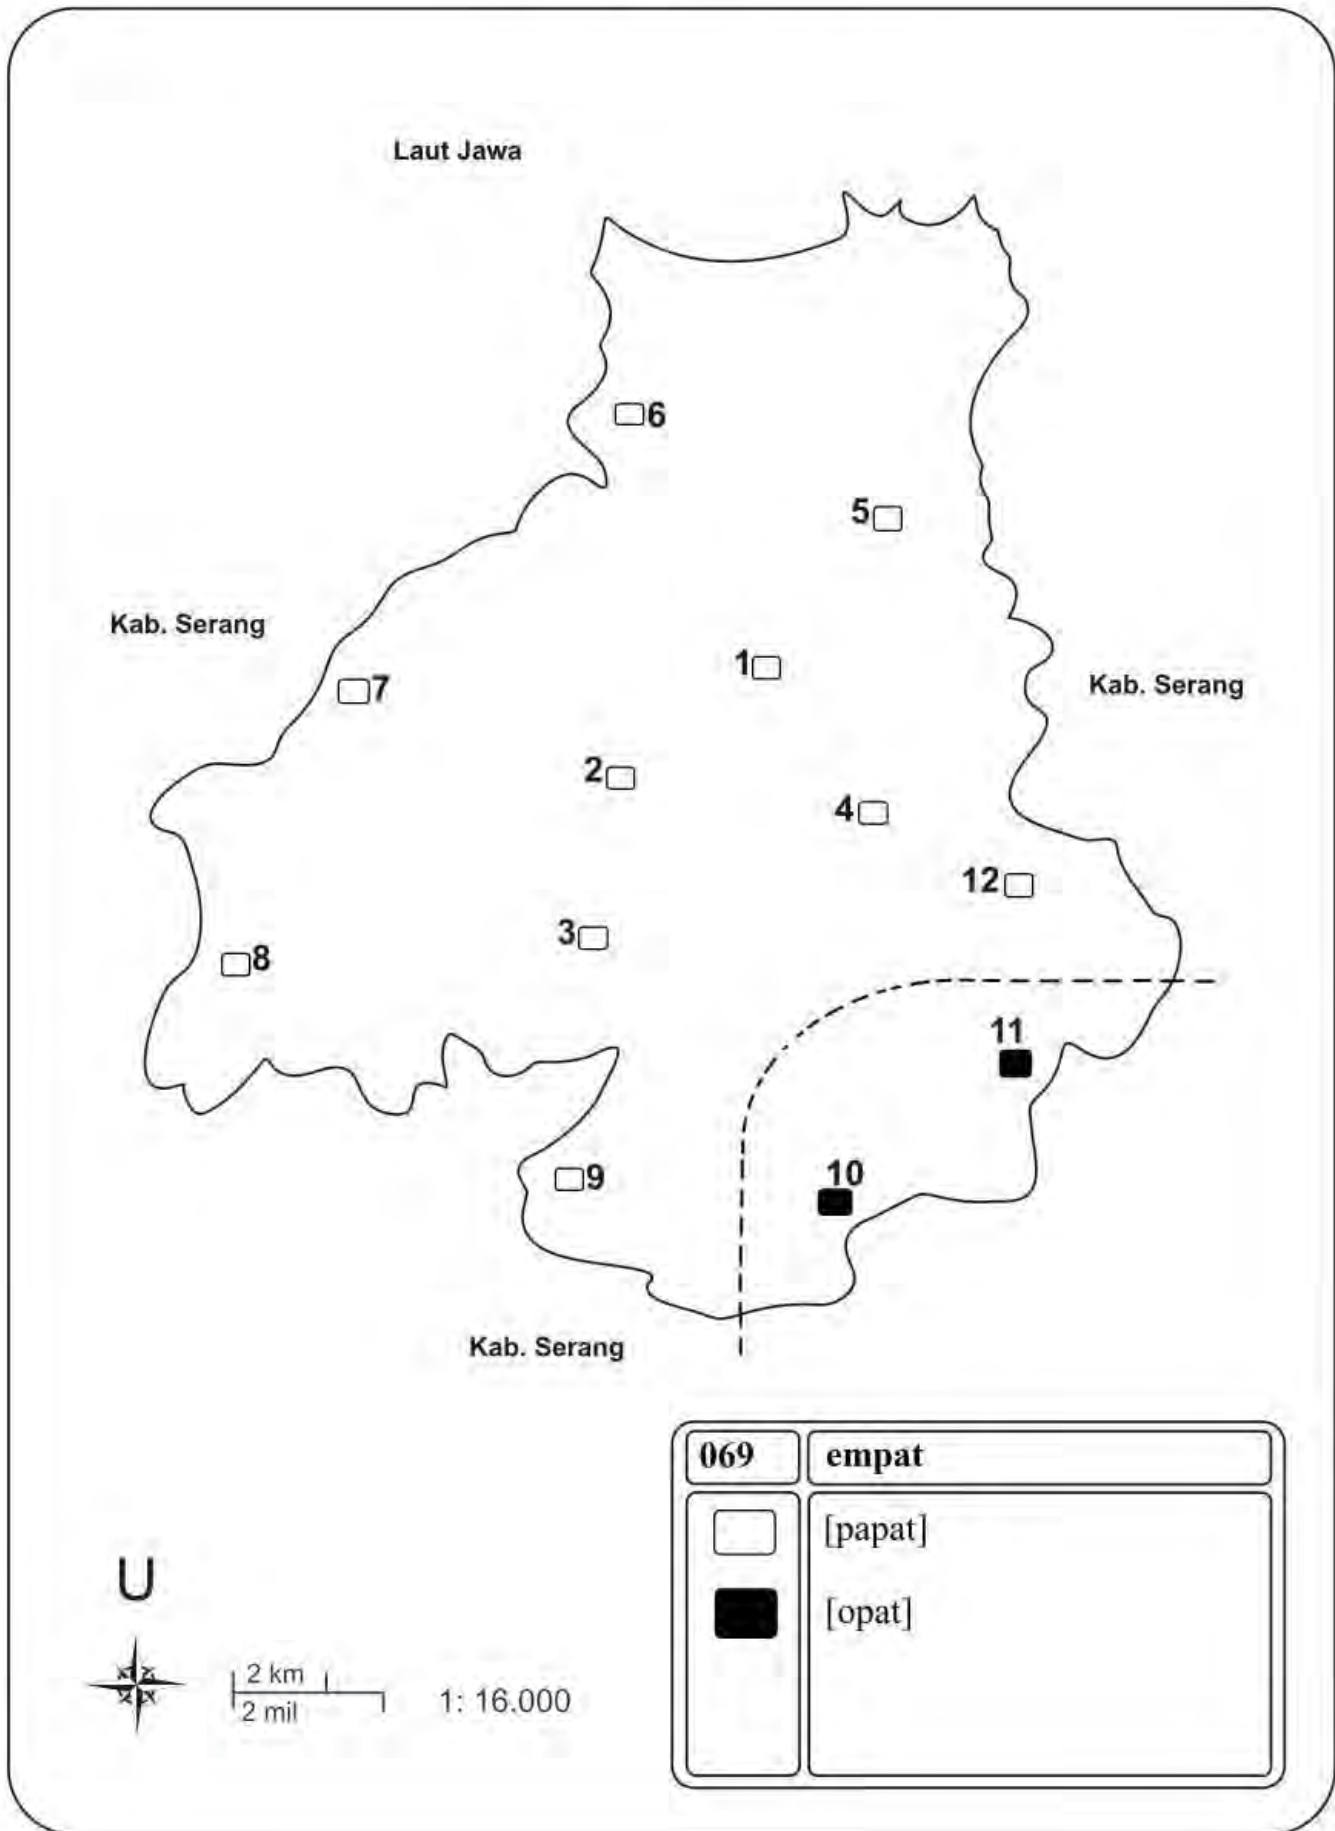 Laut Jawa
6
5
Kab. Serang
1
7
Kab. Serang
2
4
12
3
8
11
10
9
Kab. Serang
069 empat
[papat]
[opat]
U
2 km
2 mil
1: 16.000